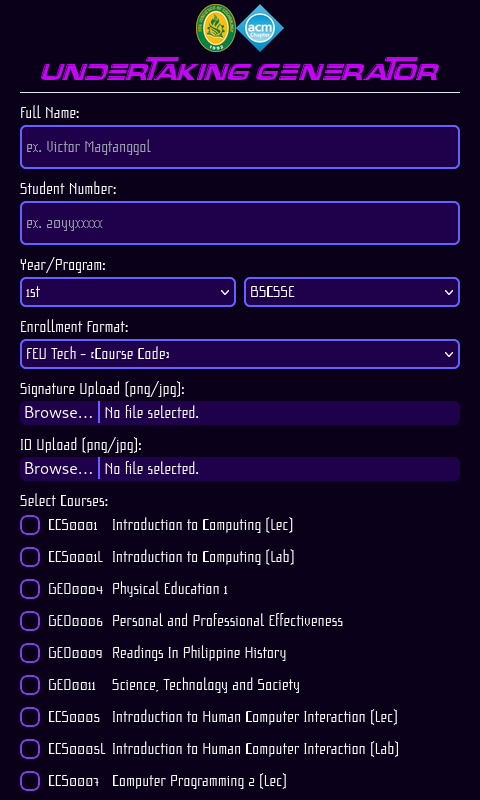 1992
acm
Chapter
UNDERTAKING GENERATOR
Full Name:
ex. Victor Magtanggol
Student Number:
ex. 20yyxxxxx
Year/Program:
1st BSCSSE
Enrollment Format:
FEU Tech - <Course Code>
Signature Upload (png/jpg):
Browse... No file selected.
ID Upload (png/jpg):
Browse... No file selected.
Select Courses:
CCS0001 Introduction to Computing (Lec)
CCS0001L Introduction to Computing (Lab)
GED0004 Physical Education 1
GED0006 Personal and Professional Effectiveness
GED0009 Readings In Philippine History
GED0011 Science, Technology and Society
CCS0005 Introduction to Human Computer Interaction (Lec)
CCS0005L Introduction to Human Computer Interaction (Lab)
CCS0007 Computer Programming 2 (Lec)